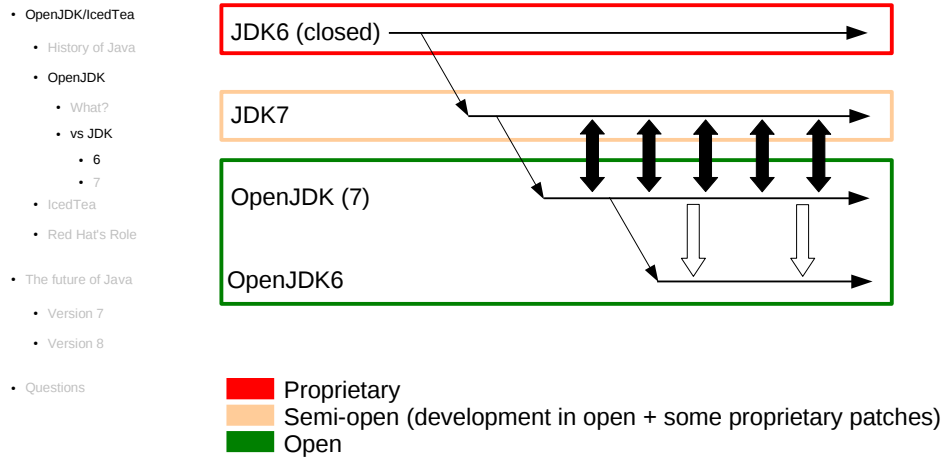 OpenJDK/IcedTea
History of Java
OpenJDK
What?
vs JDK
6
7
IcedTea
Red Hat's Role
The future of Java
Version 7
Version 8
Questions
JDK6 (closed)
JDK7
OpenJDK (7)
OpenJDK6
Proprietary
Semi-open (development in open + some proprietary patches)
Open